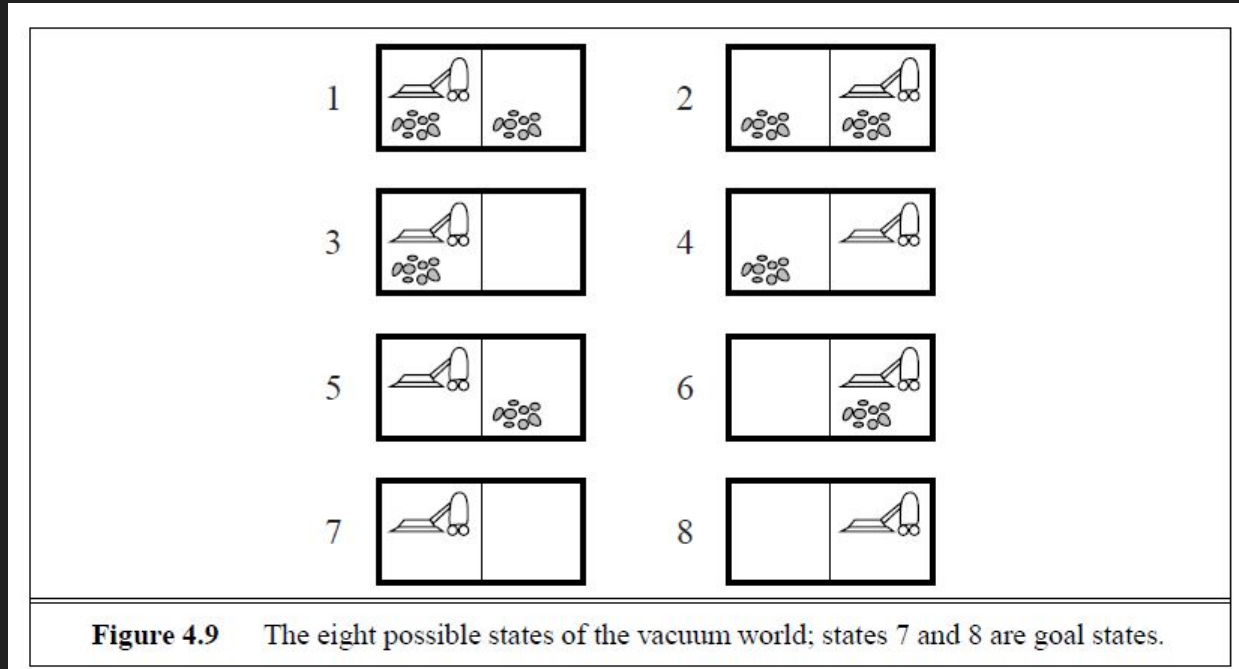 1 2
3 4
5 6
7 8
Figure 4.9 The eight possible states of the vacuum world; states 7 and 8 are goal states.